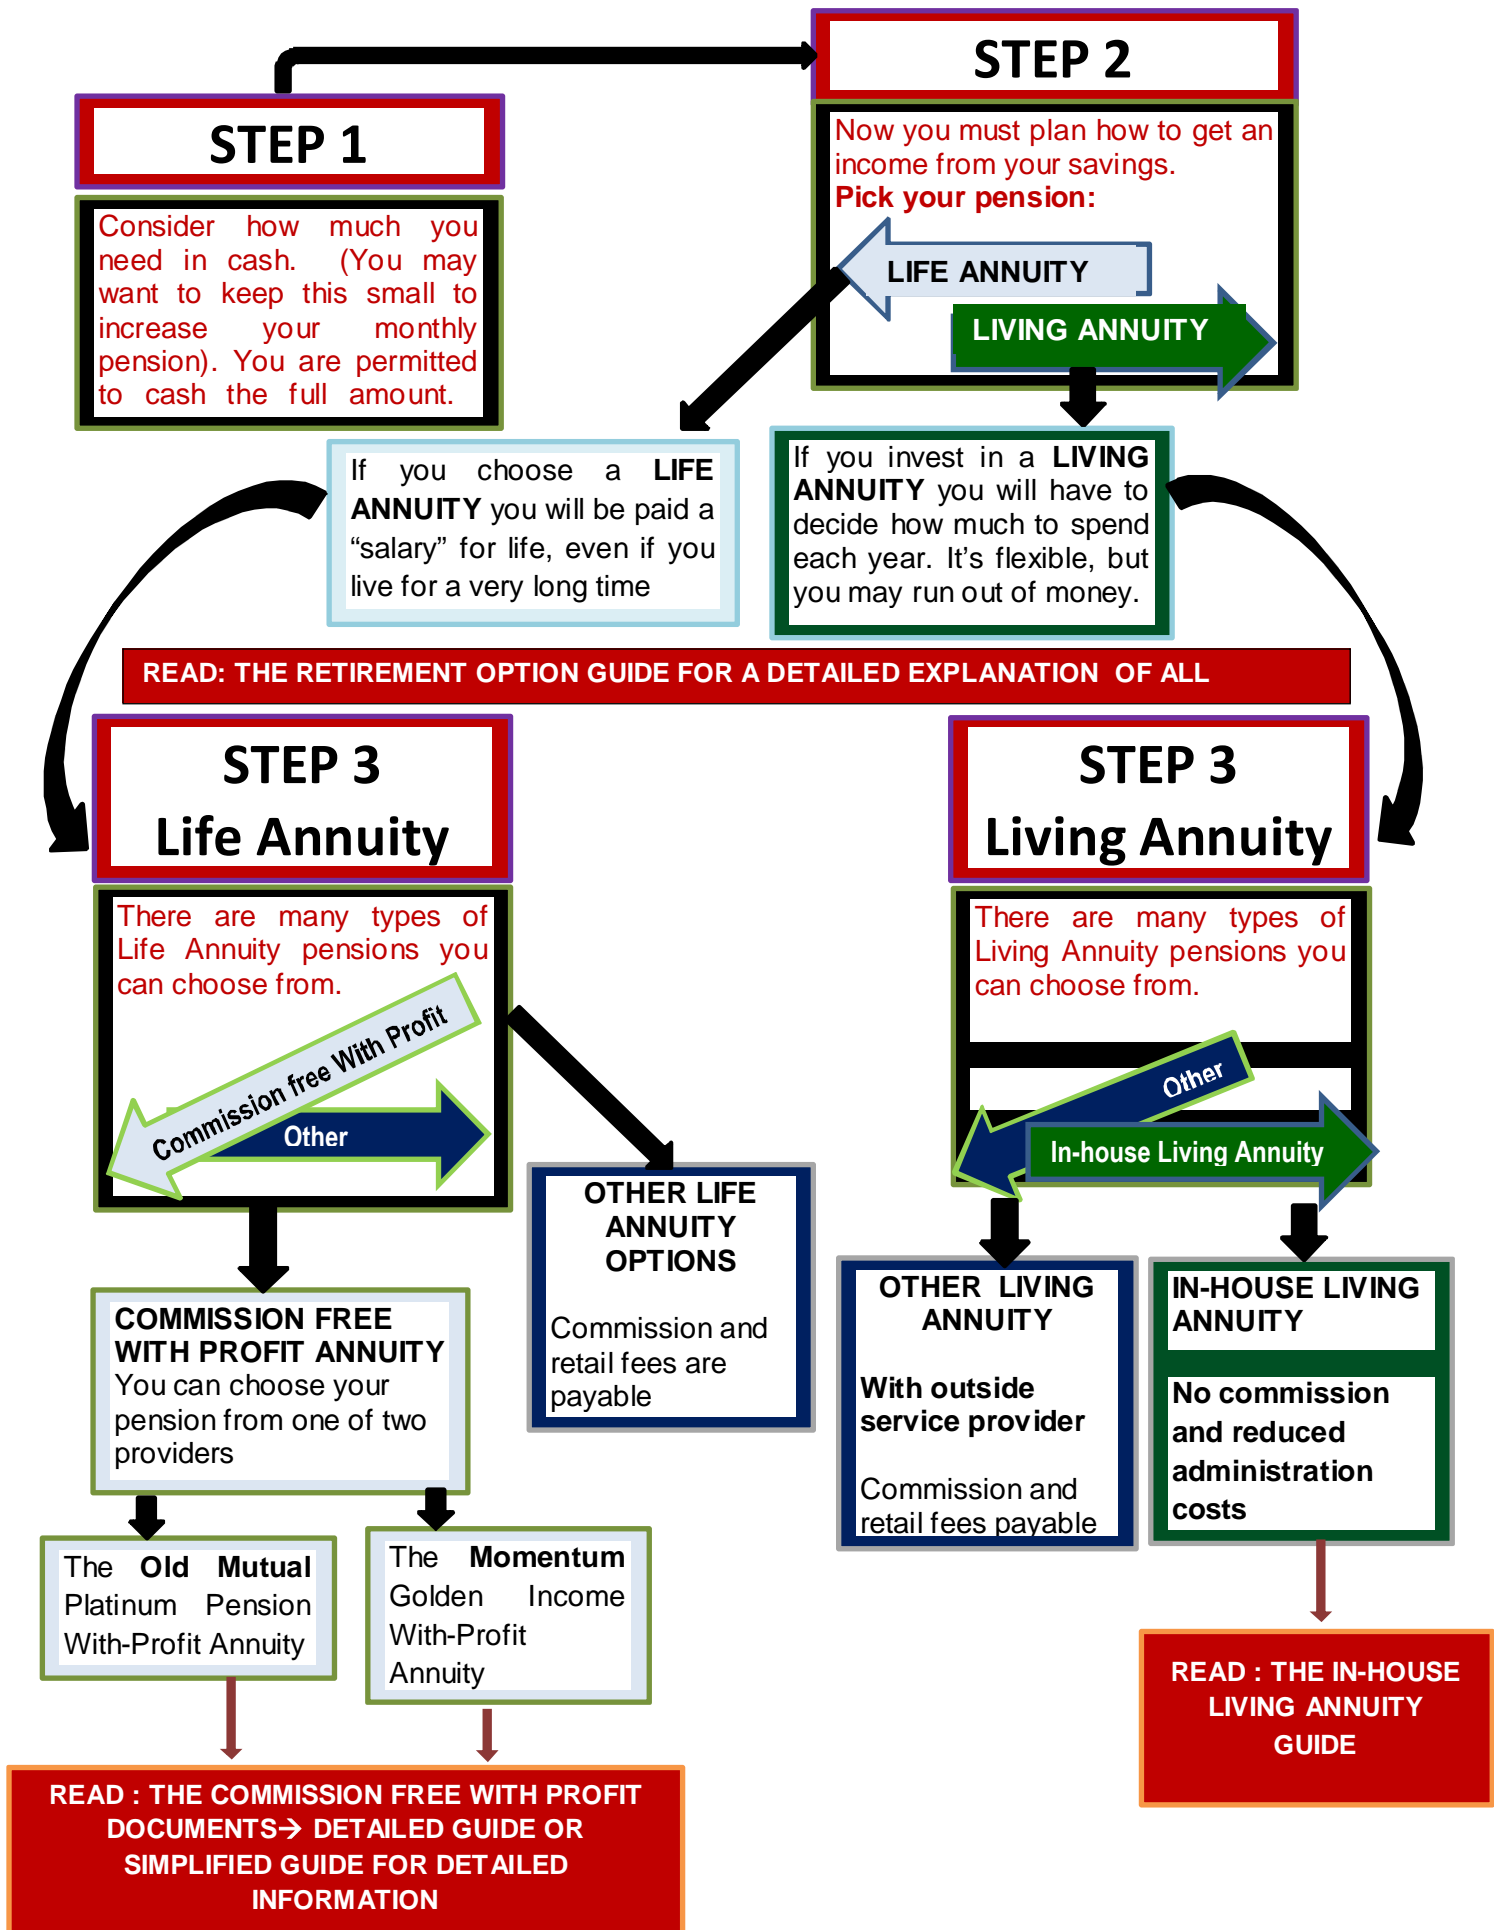 STEP 1
Consider how much you
need in cash. (You may
want to keep this small to
increase your monthly
pension). You are permitted
to cash the full amount.
STEP 2
Now you must plan how to get an
income from your savings.
Pick your pension:
LIFE ANNUITY
LIVING ANNUITY
If you choose a LIFE
ANNUITY you will be paid a
“salary” for life, even if you
live for a very long time
If you invest in a LIVING
ANNUITY you will have to
decide how much to spend
each year. It’s flexible, but
you may run out of money.
READ: THE RETIREMENT OPTION GUIDE FOR A DETAILED EXPLANATION OF ALL
STEP 3
Life Annuity
There are many types of
Life Annuity pensions you
can choose from.
Commission free With Profit
Other
STEP 3
Living Annuity
There are many types of
Living Annuity pensions you
can choose from.
Other
In-house Living Annuity
COMMISSION FREE
WITH PROFIT ANNUITY
You can choose your
pension from one of two
providers
OTHER LIFE
ANNUITY
OPTIONS
Commission and
retail fees are
payable
OTHER LIVING
ANNUITY
With outside
service provider
Commission and
retail fees payable
IN-HOUSE LIVING
ANNUITY
No commission
and reduced
administration
costs
The Old Mutual
Platinum Pension
With-Profit Annuity
The Momentum
Golden Income
With-Profit
Annuity
READ : THE COMMISSION FREE WITH PROFIT
DOCUMENTS→ DETAILED GUIDE OR
SIMPLIFIED GUIDE FOR DETAILED
INFORMATION
READ : THE IN-HOUSE
LIVING ANNUITY
GUIDE